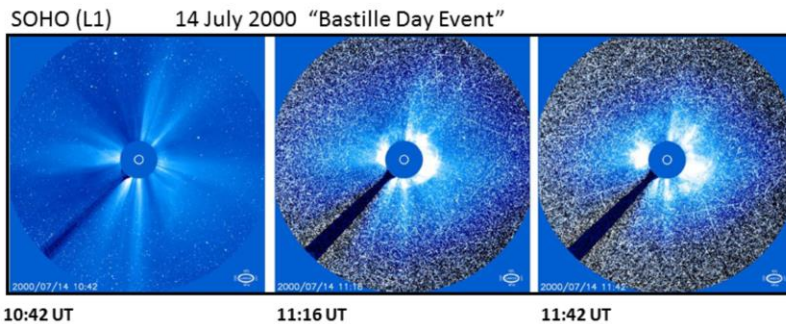 SOHO (L1) 14 July 2000 “Bastille Day Event”
2000/07/14 10:42
2000/07/14 11:16
2000/07/14 11:42
10:42 UT
11:16 UT
11:42 UT